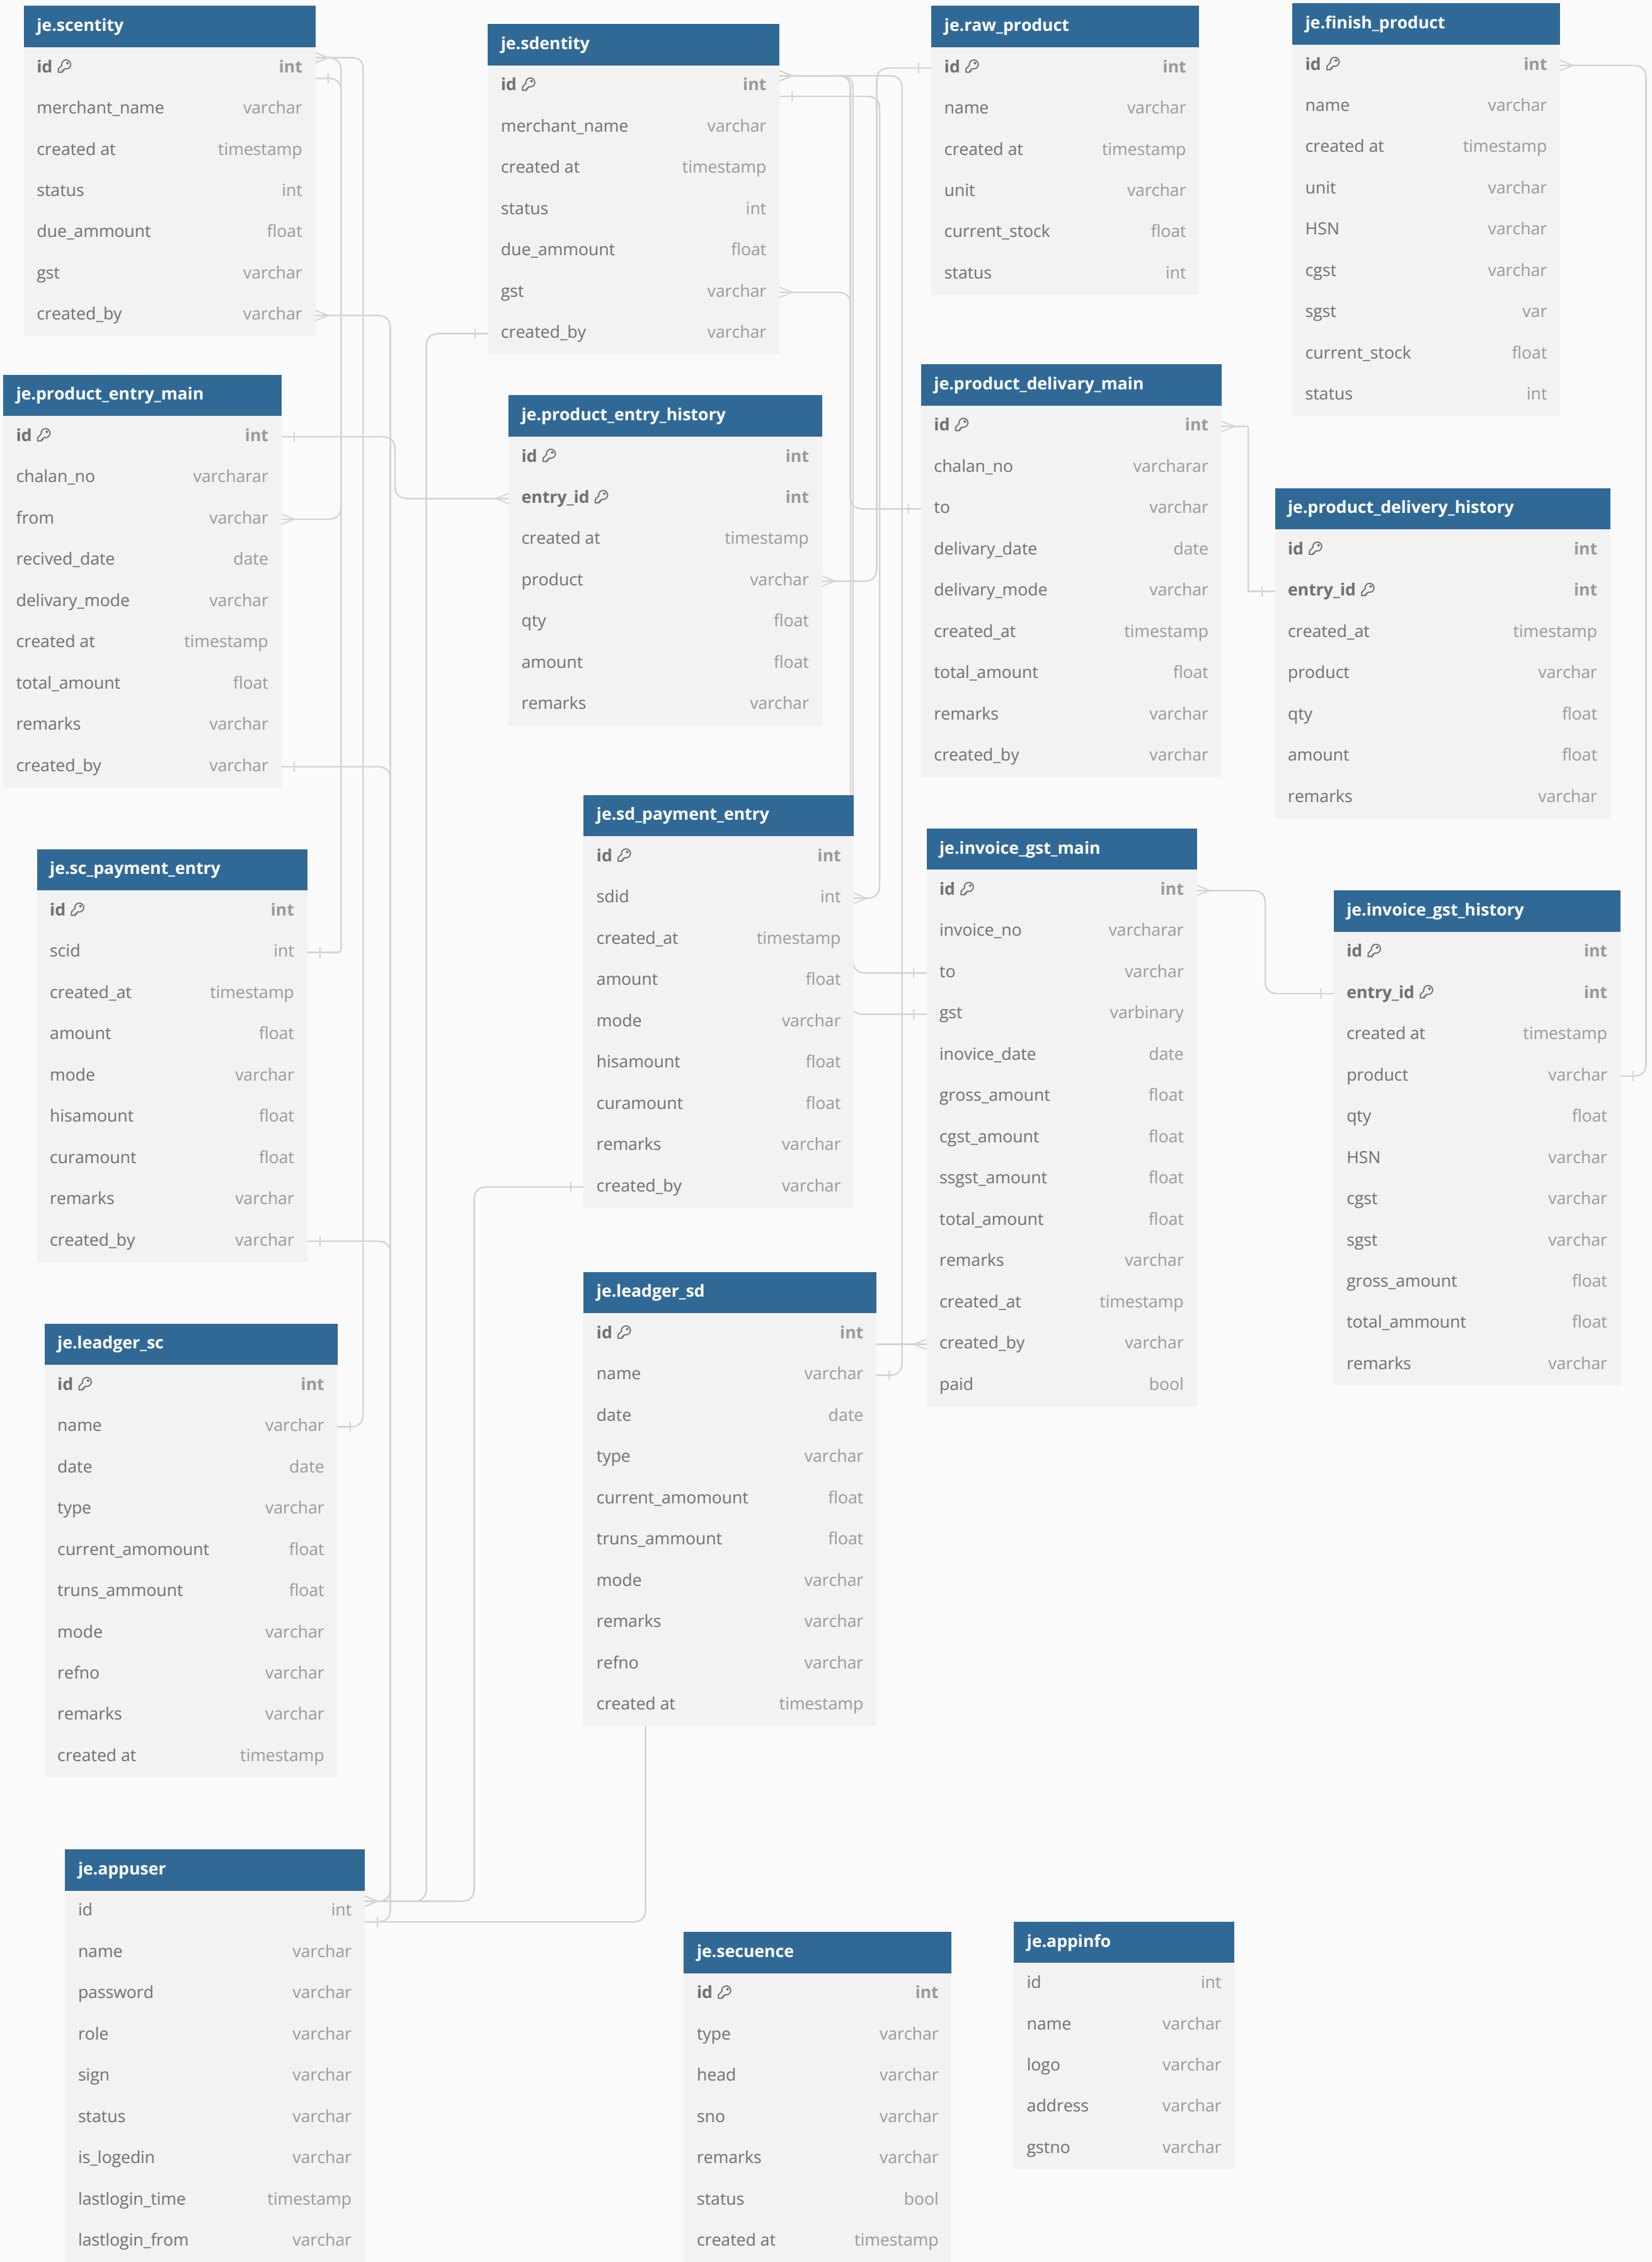 je.scentity
id int
merchant_name varchar
created at timestamp
status int
due_ammount float
gst varchar
created_by varchar
je.sdentity
id int
merchant_name varchar
created at timestamp
status int
due_ammount float
gst varchar
created_by varchar
je.raw_product
id int
name varchar
created at timestamp
unit varchar
current_stock float
status int
je.finish_product
id int
name varchar
created at timestamp
unit varchar
HSN varchar
cgst varchar
sgst var
current_stock float
status int
je.product_entry_main
id int
chalan_no varcharar
from varchar
recived_date date
delivary_mode varchar
created at timestamp
total_amount float
remarks varchar
created_by varchar
je.product_entry_history
id int
entry_id int
created at timestamp
product varchar
qty float
amount float
remarks varchar
je.product_delivary_main
id int
chalan_no varcharar
to varchar
delivary_date date
delivary_mode varchar
created_at timestamp
total_amount float
remarks varchar
created_by varchar
je.product_delivery_history
id int
entry_id int
created_at timestamp
product varchar
qty float
amount float
remarks varchar
je.sc_payment_entry
id int
scid int
created_at timestamp
amount float
mode varchar
hisamount float
curamount float
remarks varchar
created_by varchar
je.sd_payment_entry
id int
sdid int
created_at timestamp
amount float
mode varchar
hisamount float
curamount float
remarks varchar
created_by varchar
je.invoice_gst_main
id int
invoice_no varcharar
to varchar
gst varbinary
inovice_date date
gross_amount float
cgst_amount float
ssgst_amount float
total_amount float
remarks varchar
created_at timestamp
created_by varchar
paid bool
je.invoice_gst_history
id int
entry_id int
created at timestamp
product varchar
qty float
HSN varchar
cgst varchar
sgst varchar
gross_amount float
total_ammount float
remarks varchar
je.leadger_sc
id int
name varchar
date date
type varchar
current_amomount float
truns_ammount float
mode varchar
refno varchar
remarks varchar
created at timestamp
je.leadger_sd
id int
name varchar
date date
type varchar
current_amomount float
truns_ammount float
mode varchar
remarks varchar
refno varchar
created at timestamp
je.appuser
id int
name varchar
password varchar
role varchar
sign varchar
status varchar
is_logedin varchar
lastlogin_time timestamp
lastlogin_from varchar
je.secuence
id int
type varchar
head varchar
sno varchar
remarks varchar
status bool
created at timestamp
je.appinfo
id int
name varchar
logo varchar
address varchar
gstno varchar